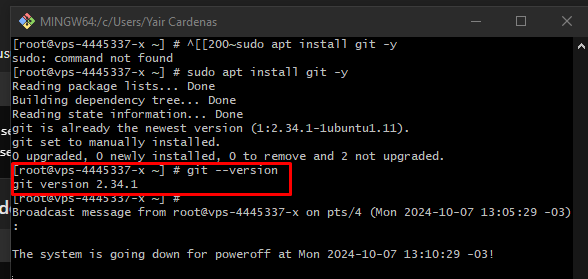 MINGW64:/c/Users/Yair Cardenas
[root@vps-4445337-x ~] # ^[[200~sudo apt install git -y
sudo: command not found
[root@vps-4445337-x ~] # sudo apt install git -y
Reading package lists... Done
Building dependency tree... Done
Reading state information... Done
git is already the newest version (1:2.34.1-1ubuntu1.11).
git set to manually installed.
0 upgraded, 0 newly installed, 0 to remove and 2 not upgraded.
[root@vps-4445337-x ~] # git --version
git version 2.34.1
[root@vps-4445337-x ~] #
Broadcast message from root@vps-4445337-x on pts/4 (Mon 2024-10-07 13:05:29 -03)
:
The system is going down for poweroff at Mon 2024-10-07 13:10:29 -03!